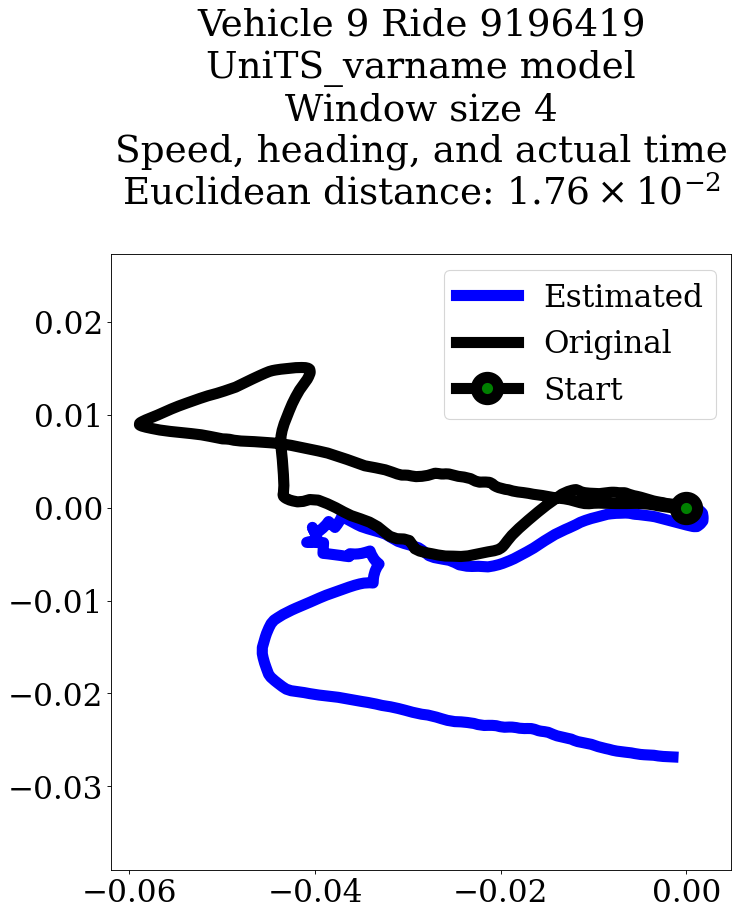 Vehicle 9 Ride 9196419
UniTS_varname model
Window size 4
Speed, heading, and actual time
Euclidean distance: 1.76 × 10⁻²
Estimated
Original
Start
0.02
0.01
0.00
−0.01
−0.02
−0.03
−0.06
−0.04
−0.02
0.00